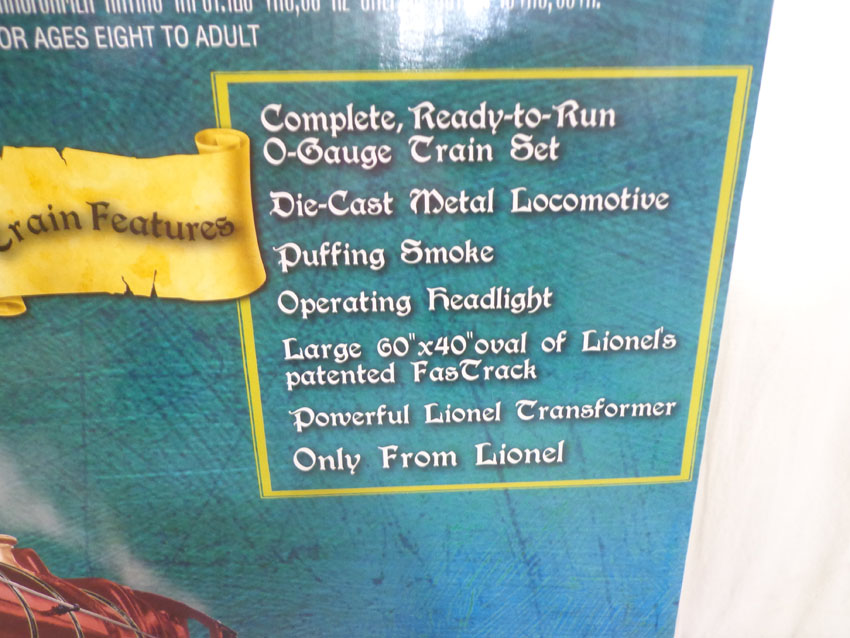 OR AGES EIGHT TO ADULT
Train Features
Complete, Ready-to-Run
O-Gauge Train Set
Die-Cast Metal Locomotive
Puffing Smoke
Operating Headlight
Large 60"x40"oval of Lionel's
patented FasTrack
Powerful Lionel Transformer
Only From Lionel